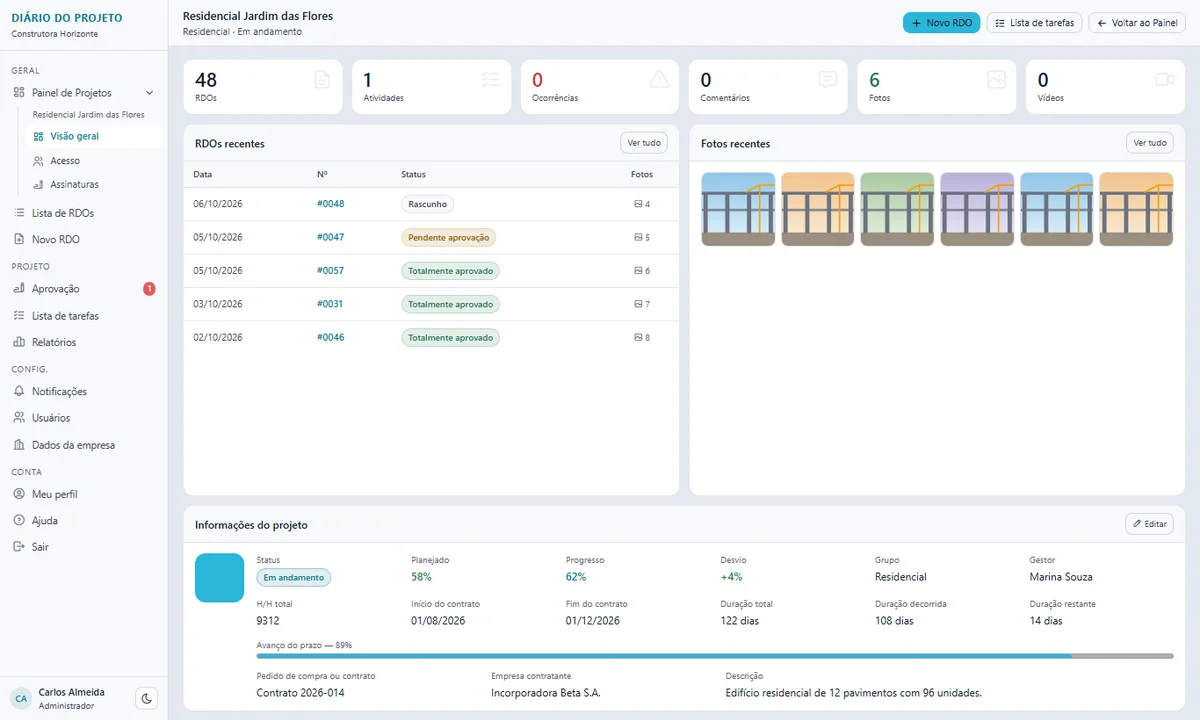 DIÁRIO DO PROJETO
Construtora Horizonte
GERAL
Painel de Projetos
Residencial Jardim das Flores
Visão geral
Acesso
Assinaturas
Lista de RDOs
Novo RDO
PROJETO
Aprovação 1
Lista de tarefas
Relatórios
CONFIG.
Notificações
Usuários
Dados da empresa
CONTA
Meu perfil
Ajuda
Sair
CA
Carlos Almeida
Administrador
Residencial Jardim das Flores
Residencial · Em andamento
Novo RDO
Lista de tarefas
Voltar ao Painel
48
RDOs
1
Atividades
0
Ocorrências
0
Comentários
6
Fotos
0
Vídeos
RDOs recentes Ver tudo
Data Nº Status Fotos
06/10/2026 #0048 Rascunho 4
05/10/2026 #0047 Pendente aprovação 5
05/10/2026 #0057 Totalmente aprovado 6
03/10/2026 #0031 Totalmente aprovado 7
02/10/2026 #0046 Totalmente aprovado 8
Fotos recentes Ver tudo
Informações do projeto Editar
Status Planejado Progresso Desvio Grupo Gestor
Em andamento 58% 62% +4% Residencial Marina Souza
H/H total Início do contrato Fim do contrato Duração total Duração decorrida Duração restante
9312 01/08/2026 01/12/2026 122 dias 108 dias 14 dias
Avanço do prazo — 89%
Pedido de compra ou contrato Empresa contratante Descrição
Contrato 2026-014 Incorporadora Beta S.A. Edifício residencial de 12 pavimentos com 96 unidades.